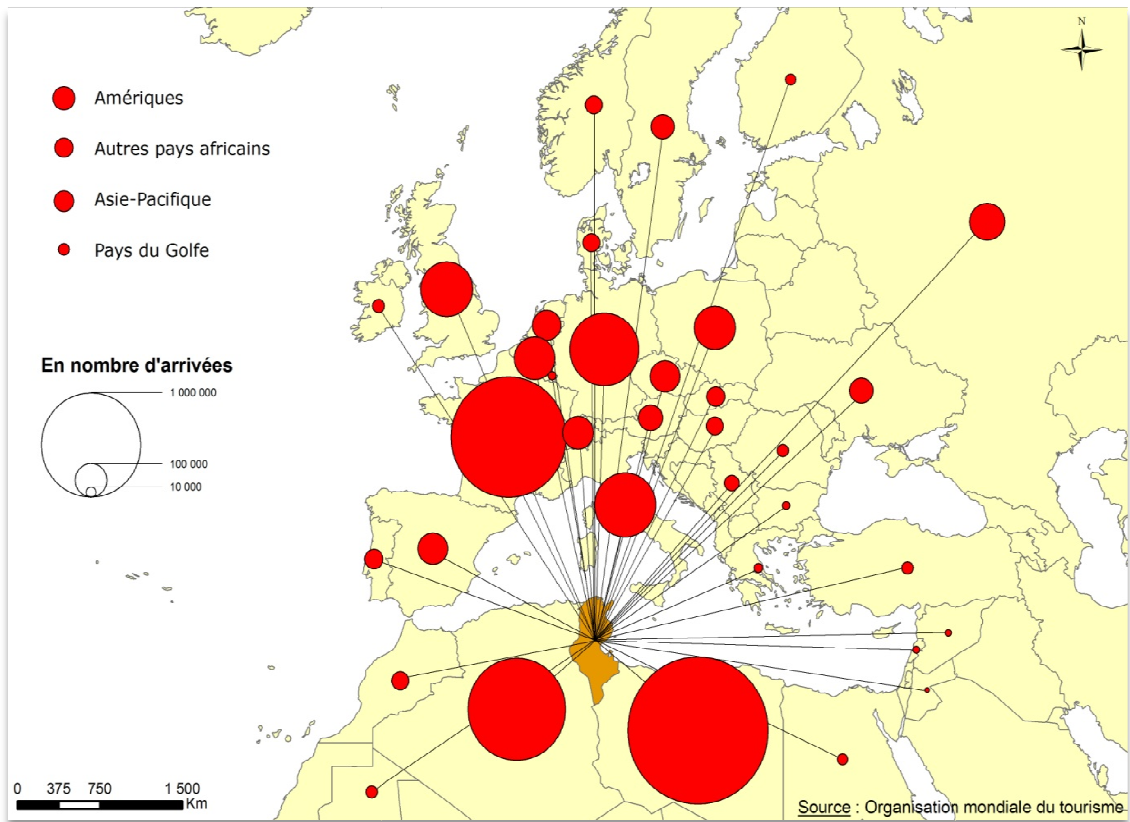 N
Amériques
Autres pays africains
Asie-Pacifique
Pays du Golfe
En nombre d'arrivées
1 000 000
100 000
10 000
0 375 750 1 500
Km
Source : Organisation mondiale du tourisme